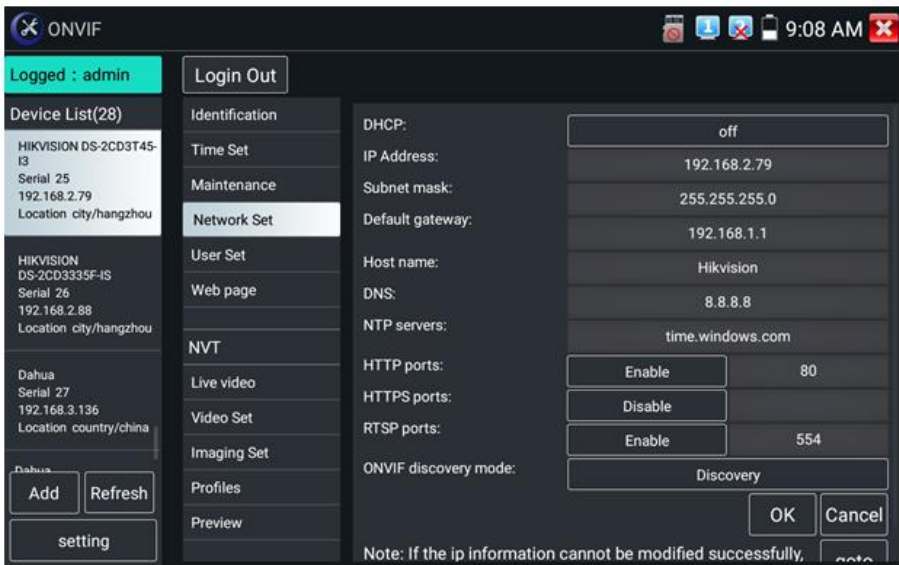 ONVIF
1
9:08 AM
Logged : admin
Login Out
Device List(28)
HIKVISION DS-2CD3T45-
I3
Serial 25
192.168.2.79
Location city/hangzhou
HIKVISION
DS-2CD3335F-IS
Serial 26
192.168.2.88
Location city/hangzhou
Dahua
Serial 27
192.168.3.136
Location country/china
Dahua
Add
Refresh
setting
Identification
Time Set
Maintenance
Network Set
User Set
Web page
NVT
Live video
Video Set
Imaging Set
Profiles
Preview
DHCP: off
IP Address: 192.168.2.79
Subnet mask: 255.255.255.0
Default gateway: 192.168.1.1
Host name: Hikvision
DNS: 8.8.8.8
NTP servers: time.windows.com
HTTP ports: Enable 80
HTTPS ports: Disable
RTSP ports: Enable 554
ONVIF discovery mode: Discovery
OK
Cancel
Note: If the ip information cannot be modified successfully,
goto